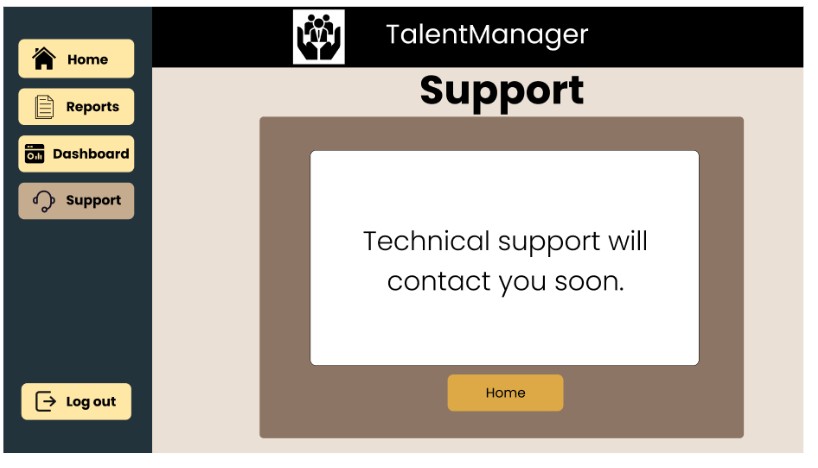 TalentManager
Home
Reports
Dashboard
Support
Log out
Support
Technical support will
contact you soon.
Home